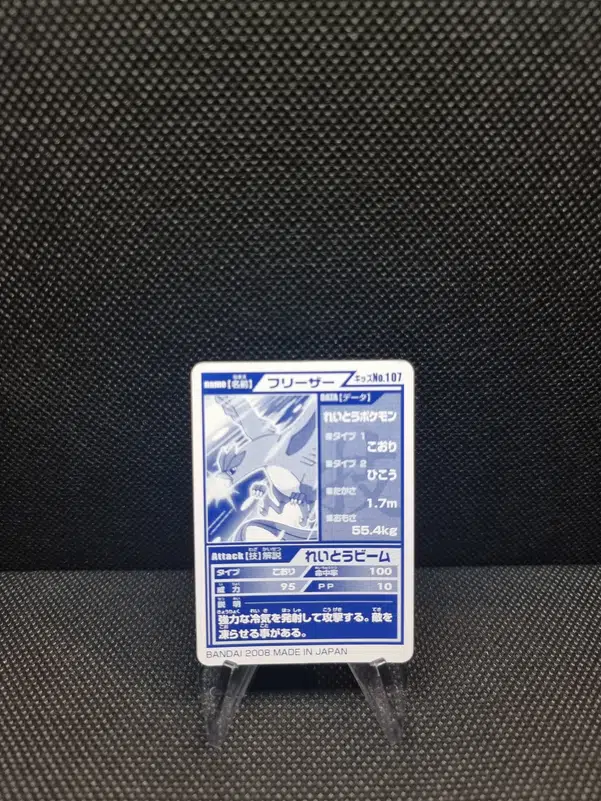 Name【名前】 フリーザー キッズNo.107
DATA【データ】
れいとうポケモン
■タイプ 1
こおり
■タイプ 2
ひこう
■たかさ
1.7m
■おもさ
55.4kg
技
Attack【技】解説 れいとうビーム
タイプ こおり 命中率 100
威力 95 PP 10
説明
強力な冷気を発射して攻撃する。敵を
凍らせる事がある。
BANDAI 2008 MADE IN JAPAN